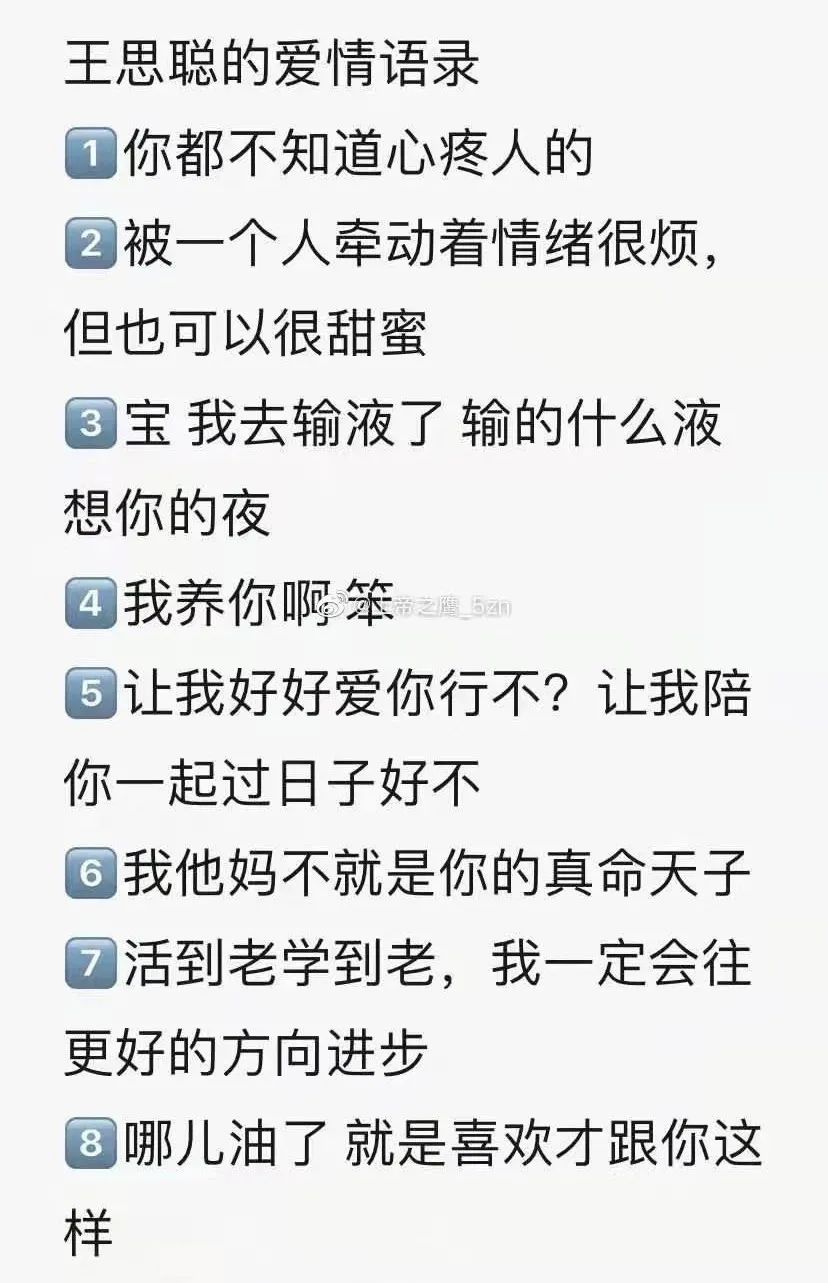 王思聪的爱情语录
1你都不知道心疼人的
2被一个人牵动着情绪很烦，
但也可以很甜蜜
3宝 我去输液了 输的什么液
想你的夜
4我养你啊 笨
@上帝之鹰_5zn
5让我好好爱你行不？让我陪
你一起过日子好不
6我他妈不就是你的真命天子
7活到老学到老，我一定会往
更好的方向进步
8哪儿油了 就是喜欢才跟你这
样